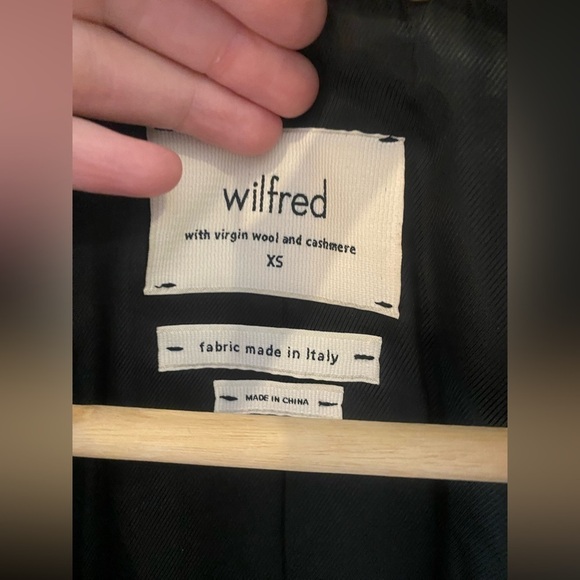 wilfred
with virgin wool and cashmere
XS
fabric made in Italy
MADE IN CHINA